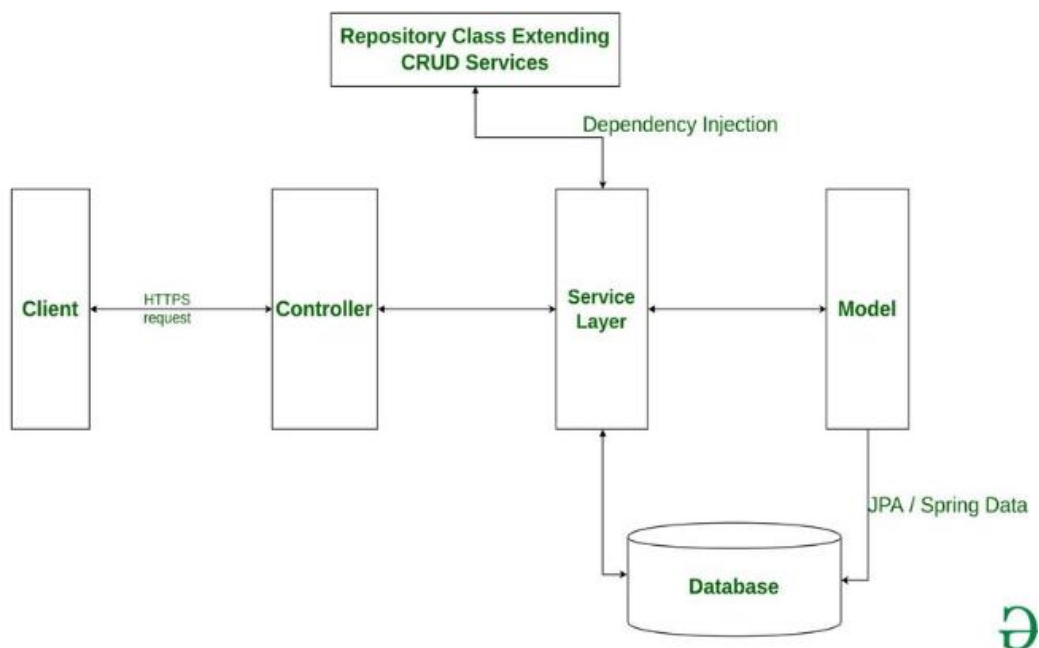 Repository Class Extending
CRUD Services
Dependency Injection
Client
HTTPS
request
Controller
Service
Layer
Model
JPA / Spring Data
Database